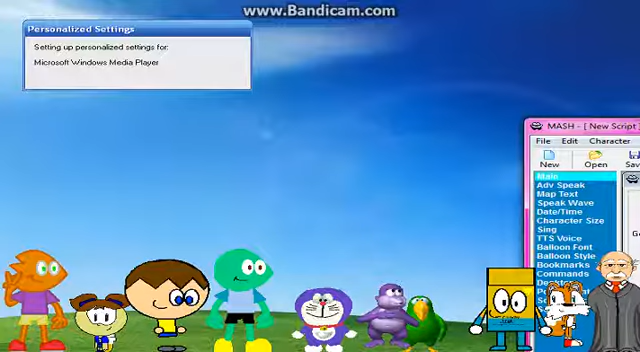 www.Bandicam.com
Personalized Settings
Setting up personalized settings for:
Microsoft Windows Media Player
MASH - [ New Script ]
File Edit Character
New Open
Main
Adv Speak
Map Text
Speak Wave
Date/Time
Character Size
Sing
TTS Voice
Balloon Font
Balloon Style
Bookmarks
Commands